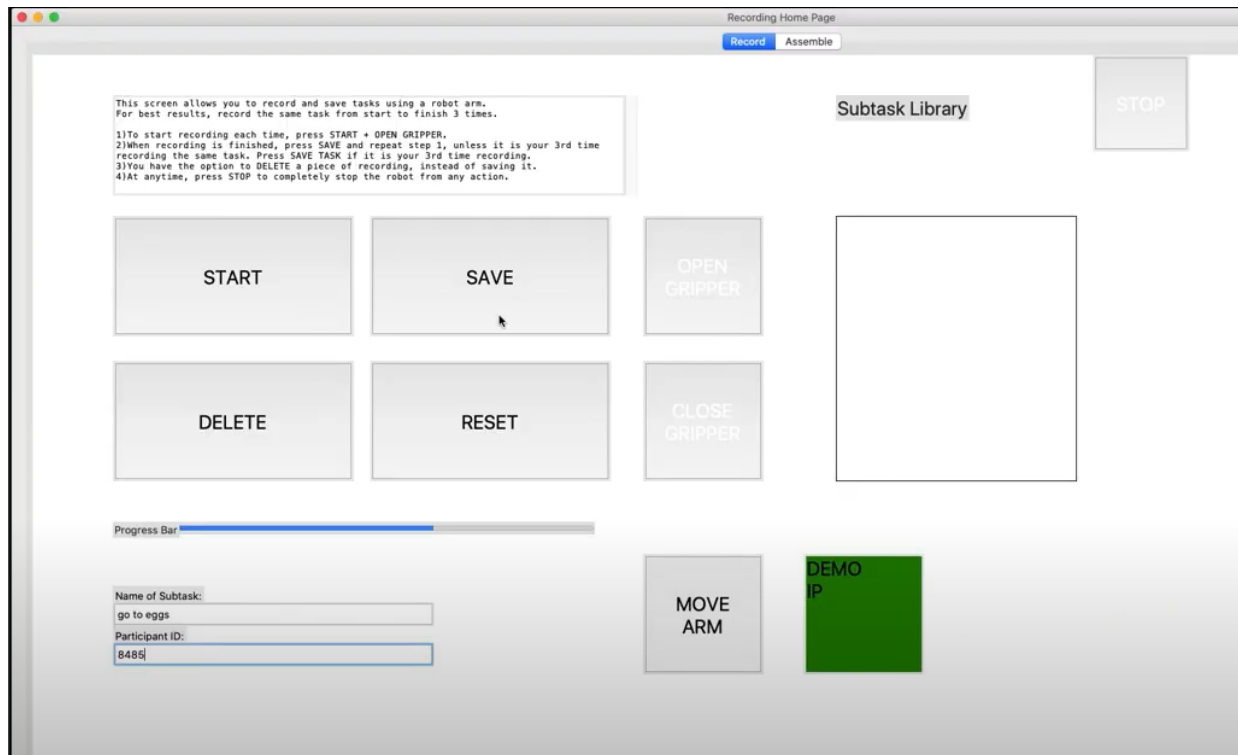 Recording Home Page
Record Assemble
This screen allows you to record and save tasks using a robot arm.
For best results, record the same task from start to finish 3 times.
1)To start recording each time, press START + OPEN GRIPPER.
2)When recording is finished, press SAVE and repeat step 1, unless it is your 3rd time
recording the same task. Press SAVE TASK if it is your 3rd time recording.
3)You have the option to DELETE a piece of recording, instead of saving it.
4)At anytime, press STOP to completely stop the robot from any action.
Subtask Library
STOP
START
SAVE
OPEN
GRIPPER
DELETE
RESET
CLOSE
GRIPPER
Progress Bar
Name of Subtask:
go to eggs
Participant ID:
8485
MOVE
ARM
DEMO
IP